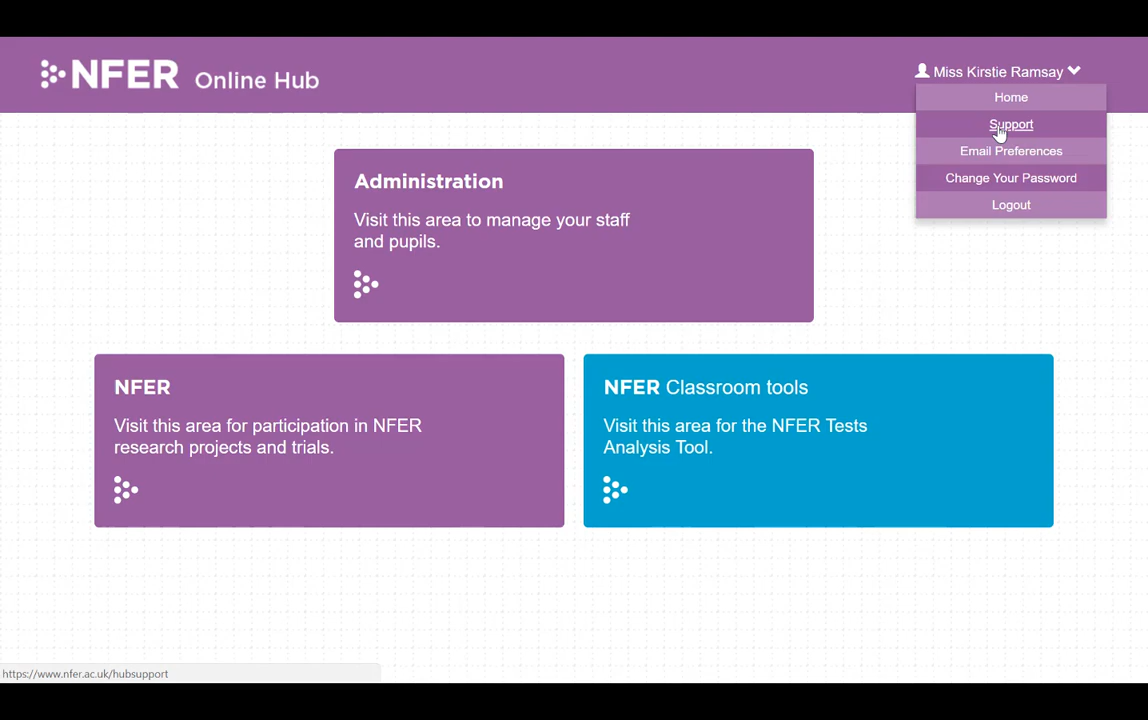 NFER Online Hub
Miss Kirstie Ramsay
Home
Support
Email Preferences
Change Your Password
Logout
Administration
Visit this area to manage your staff
and pupils.
NFER
Visit this area for participation in NFER
research projects and trials.
NFER Classroom tools
Visit this area for the NFER Tests
Analysis Tool.
https://www.nfer.ac.uk/hubsupport